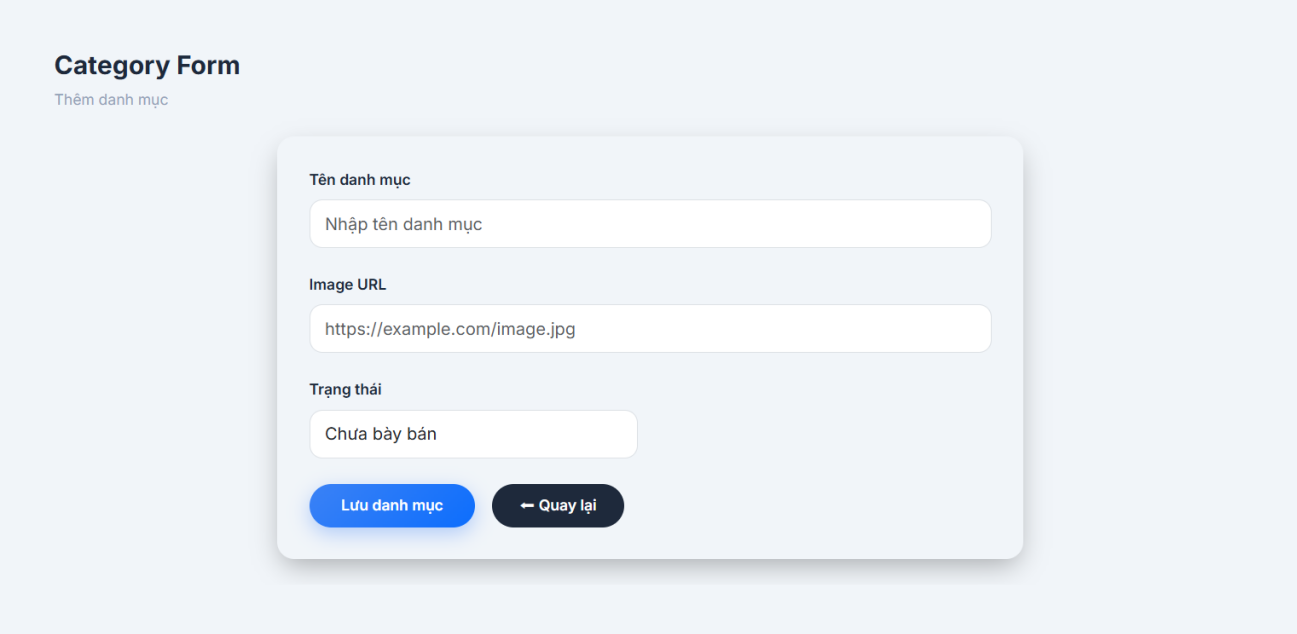 Category Form
Thêm danh mục
Tên danh mục
Nhập tên danh mục
Image URL
https://example.com/image.jpg
Trạng thái
Chưa bày bán
Lưu danh mục
⬅ Quay lại